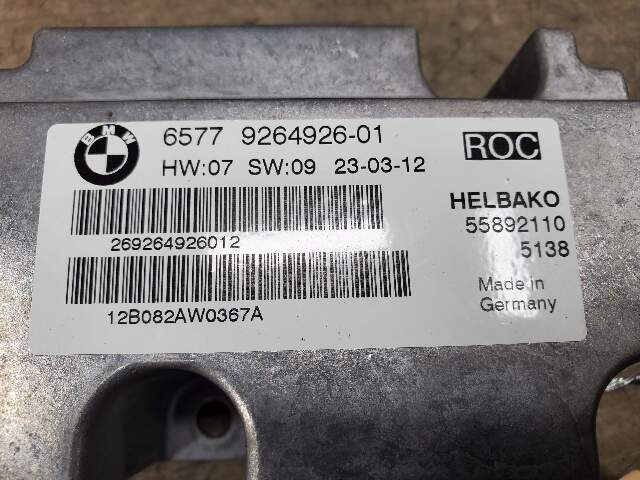 BMW
6577 9264926-01
ROC
HW:07 SW:09 23-03-12
HELBAKO
55892110
5138
269264926012
Made in
Germany
12B082AW0367A